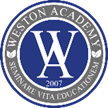 WESTON ACADEMY
WA
2007
SEMINARE VITA EDUCATIONEM